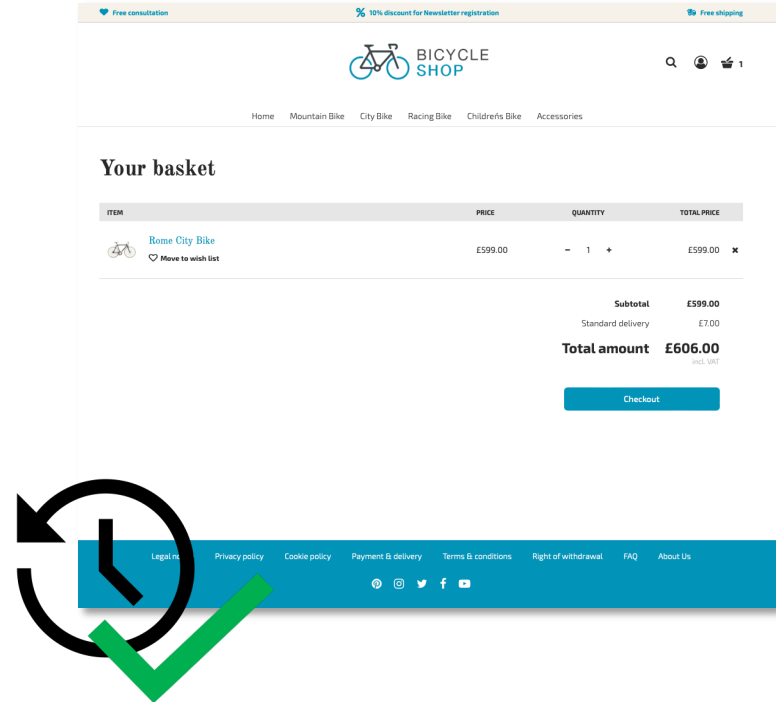 Free consultation
10% discount for Newsletter registration
Free shipping
BICYCLE
SHOP
1
Home Mountain Bike City Bike Racing Bike Childreńs Bike Accessories
Your basket
ITEM PRICE QUANTITY TOTAL PRICE
Rome City Bike
Move to wish list
£599.00 − 1 + £599.00 ✖
Subtotal £599.00
Standard delivery £7.00
Total amount £606.00
incl. VAT
Checkout
Legal Privacy policy Cookie policy Payment & delivery Terms & conditions Right of withdrawal FAQ About Us